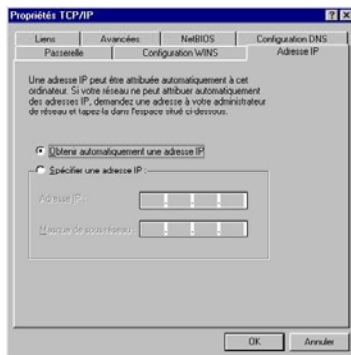 Propriétés TCP/IP
Liens Avancées NetBIOS Configuration DNS
Passerelle Configuration WINS Adresse IP
Une adresse IP peut être attribuée automatiquement à cet
ordinateur. Si votre réseau ne peut attribuer automatiquement
des adresses IP, demandez une adresse à votre administrateur
de réseau et tapez-la dans l'espace situé ci-dessous.
Obtenir automatiquement une adresse IP
Spécifier une adresse IP :
Adresse IP :
Masque de sous-réseau :
OK Annuler